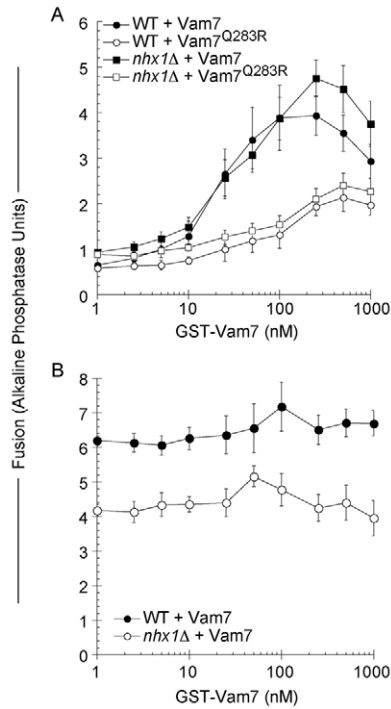 A
WT + Vam7
WT + Vam7Q283R
nhx1Δ + Vam7
nhx1Δ + Vam7Q283R
6
5
4
3
2
1
0
1 10 100 1000
GST-Vam7 (nM)
Fusion (Alkaline Phosphatase Units)
B
8
7
6
5
4
3
2
1
0
WT + Vam7
nhx1Δ + Vam7
1 10 100 1000
GST-Vam7 (nM)